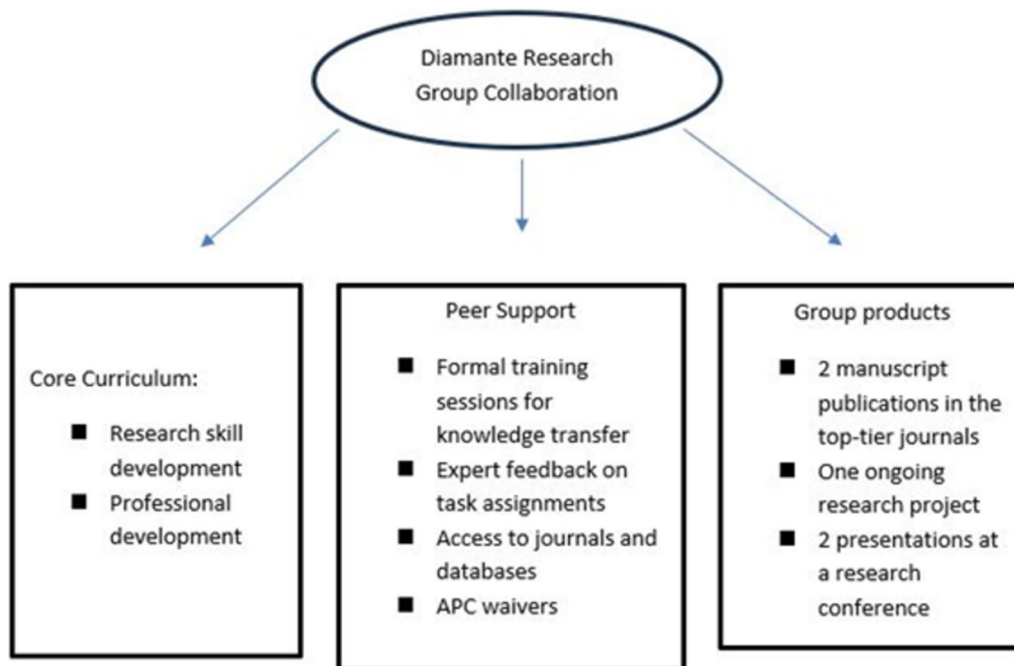 Diamante Research
Group Collaboration
Core Curriculum:
■ Research skill
development
■ Professional
development
Peer Support
■ Formal training
sessions for
knowledge transfer
■ Expert feedback on
task assignments
■ Access to journals and
databases
■ APC waivers
Group products
■ 2 manuscript
publications in the
top-tier journals
■ One ongoing
research project
■ 2 presentations at
a research
conference